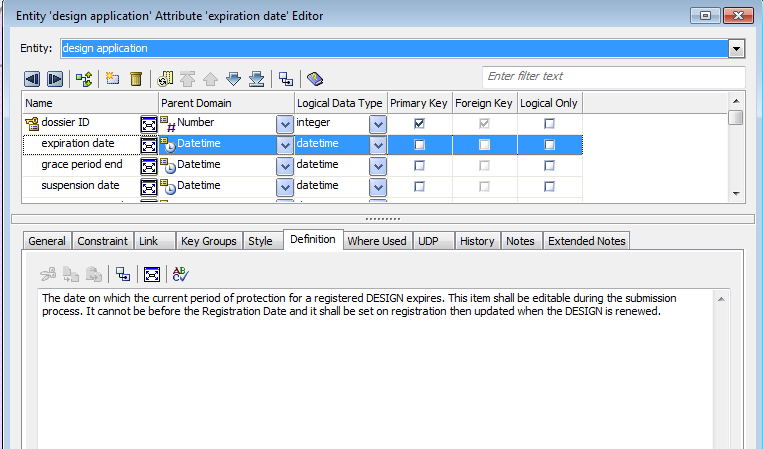 Entity 'design application' Attribute 'expiration date' Editor
Entity: design application
Enter filter text
Name Parent Domain Logical Data Type Primary Key Foreign Key Logical Only
dossier ID Number integer
expiration date Datetime datetime
grace period end Datetime datetime
suspension date Datetime datetime
General Constraint Link Key Groups Style Definition Where Used UDP History Notes Extended Notes
The date on which the current period of protection for a registered DESIGN expires. This item shall be editable during the submission
process. It cannot be before the Registration Date and it shall be set on registration then updated when the DESIGN is renewed.